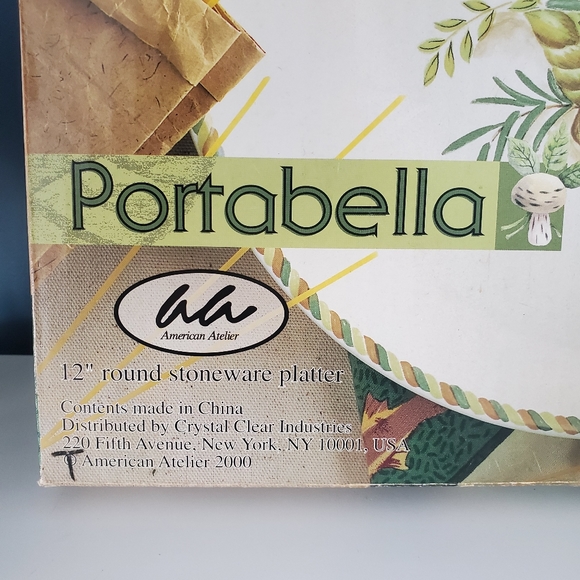 Portabella
aa
American Atelier
12" round stoneware platter
Contents made in China
Distributed by Crystal Clear Industries
220 Fifth Avenue, New York, NY 10001, USA
T American Atelier 2000